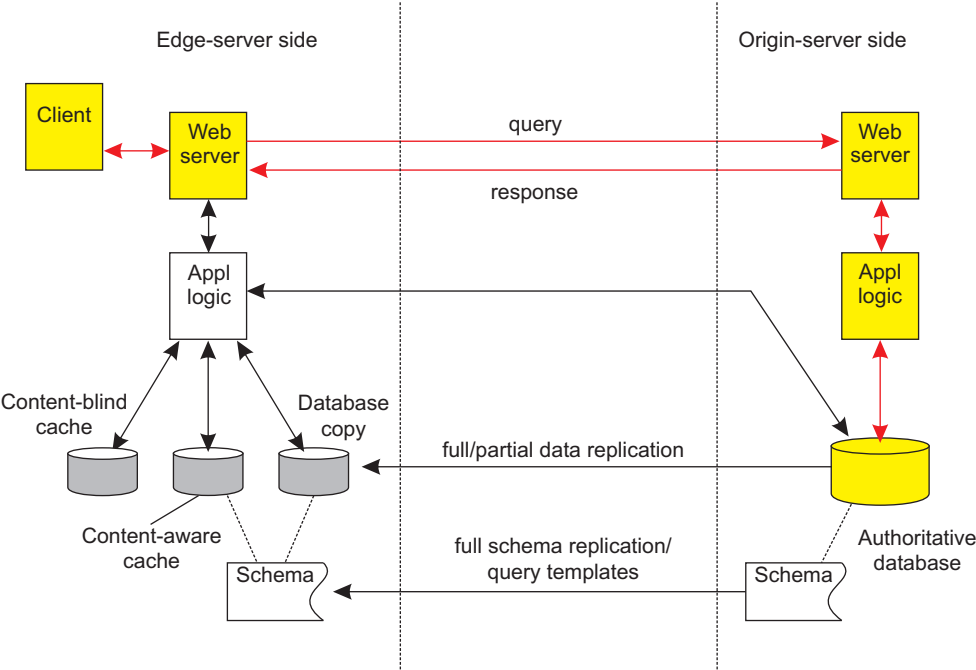 Edge-server side
Origin-server side
Client
Web
server
query
response
Web
server
Appl
logic
Appl
logic
Content-blind
cache
Database
copy
full/partial data replication
Content-aware
cache
Authoritative
database
full schema replication/
query templates
Schema
Schema